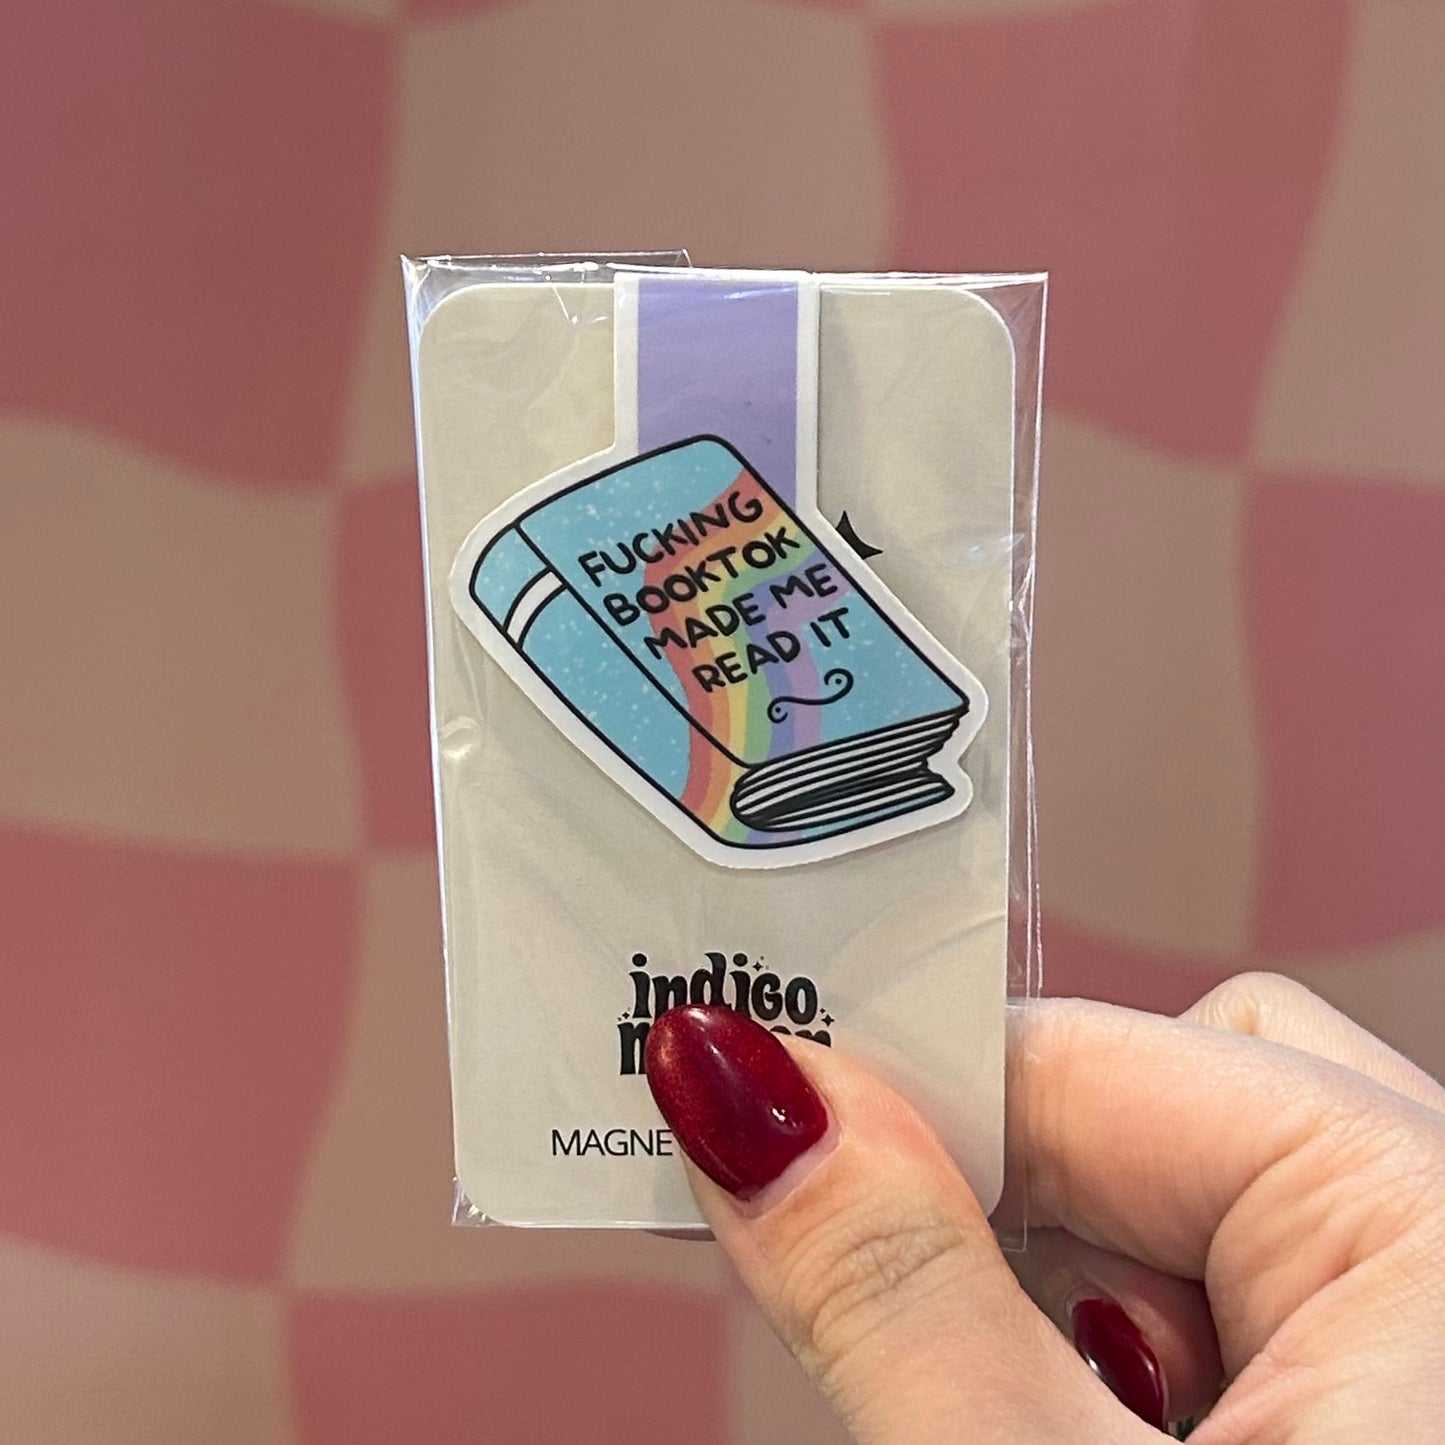 FUCKING
BOOKTOK
MADE ME
READ IT
indigo